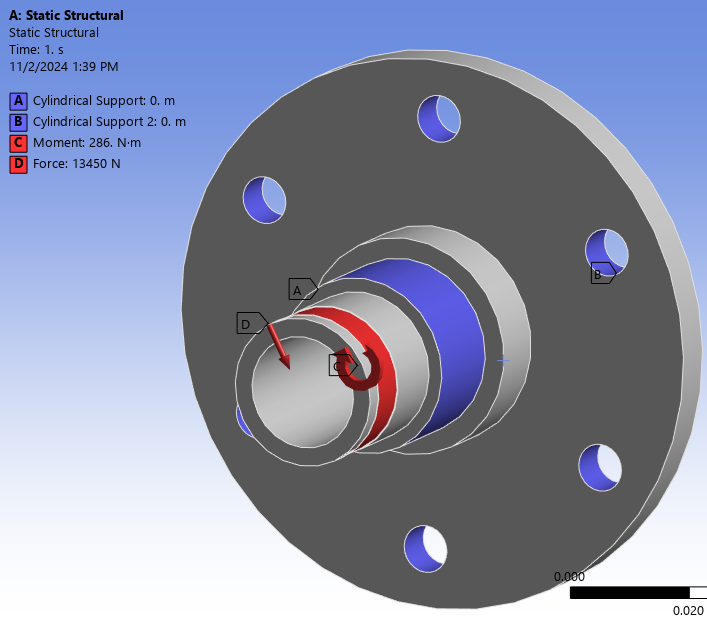 A: Static Structural
Static Structural
Time: 1. s
11/2/2024 1:39 PM
A Cylindrical Support: 0. m
B Cylindrical Support 2: 0. m
C Moment: 286. N·m
D Force: 13450 N
B
A
D
C
0.000
0.020